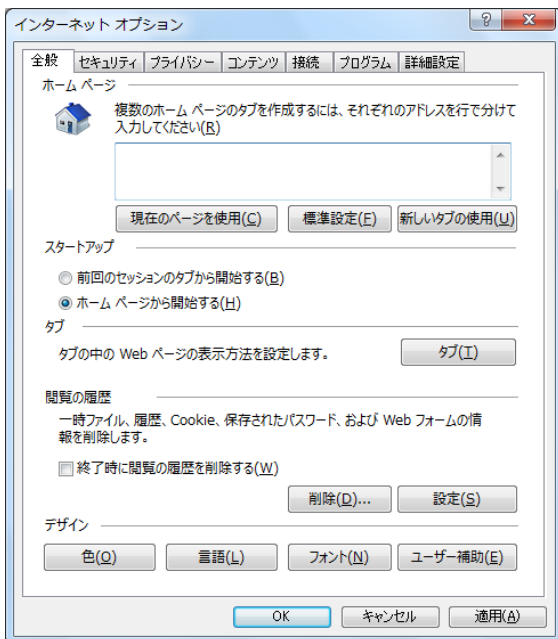 インターネット オプション
全般 セキュリティ プライバシー コンテンツ 接続 プログラム 詳細設定
ホーム ページ
複数のホーム ページのタブを作成するには、それぞれのアドレスを行で分けて
入力してください(R)
現在のページを使用(C) 標準設定(F) 新しいタブの使用(U)
スタートアップ
前回のセッションのタブから開始する(B)
ホーム ページから開始する(H)
タブ
タブの中の Web ページの表示方法を設定します。 タブ(T)
閲覧の履歴
一時ファイル、履歴、Cookie、保存されたパスワード、および Web フォームの情
報を削除します。
終了時に閲覧の履歴を削除する(W)
削除(D)... 設定(S)
デザイン
色(O) 言語(L) フォント(N) ユーザー補助(E)
OK キャンセル 適用(A)